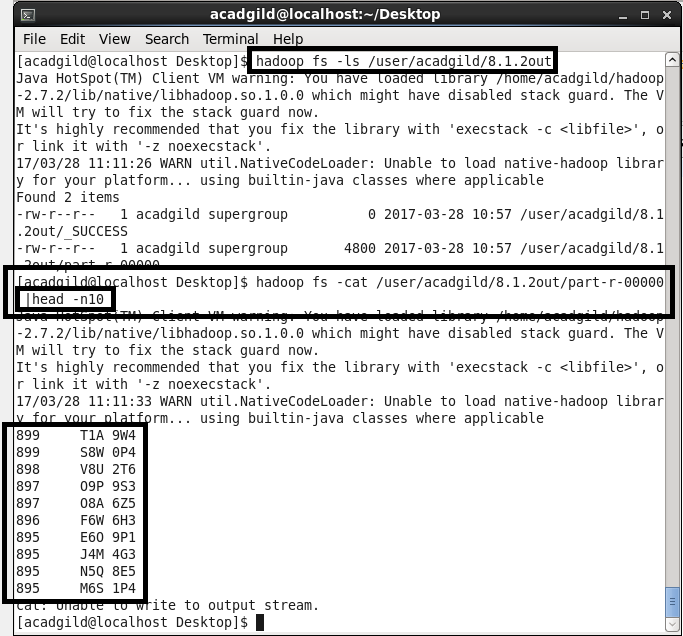 acadgild@localhost:~/Desktop
File Edit View Search Terminal Help
[acadgild@localhost Desktop]$ hadoop fs -ls /user/acadgild/8.1.2out
Java HotSpot(TM) Client VM warning: You have loaded library /home/acadgild/hadoop
-2.7.2/lib/native/libhadoop.so.1.0.0 which might have disabled stack guard. The V
M will try to fix the stack guard now.
It's highly recommended that you fix the library with 'execstack -c <libfile>', o
r link it with '-z noexecstack'.
17/03/28 11:11:26 WARN util.NativeCodeLoader: Unable to load native-hadoop librar
y for your platform... using builtin-java classes where applicable
Found 2 items
-rw-r--r--   1 acadgild supergroup          0 2017-03-28 10:57 /user/acadgild/8.1
.2out/_SUCCESS
-rw-r--r--   1 acadgild supergroup       4800 2017-03-28 10:57 /user/acadgild/8.1
.2out/part-r-00000
[acadgild@localhost Desktop]$ hadoop fs -cat /user/acadgild/8.1.2out/part-r-00000
|head -n10
Java HotSpot(TM) Client VM warning: You have loaded library /home/acadgild/hadoop
-2.7.2/lib/native/libhadoop.so.1.0.0 which might have disabled stack guard. The V
M will try to fix the stack guard now.
It's highly recommended that you fix the library with 'execstack -c <libfile>', o
r link it with '-z noexecstack'.
17/03/28 11:11:33 WARN util.NativeCodeLoader: Unable to load native-hadoop librar
y for your platform... using builtin-java classes where applicable
899     T1A 9W4
899     S8W 0P4
898     V8U 2T6
897     O9P 9S3
897     O8A 6Z5
896     F6W 6H3
895     E6O 9P1
895     J4M 4G3
895     N5Q 8E5
895     M6S 1P4
cat: Unable to write to output stream.
[acadgild@localhost Desktop]$